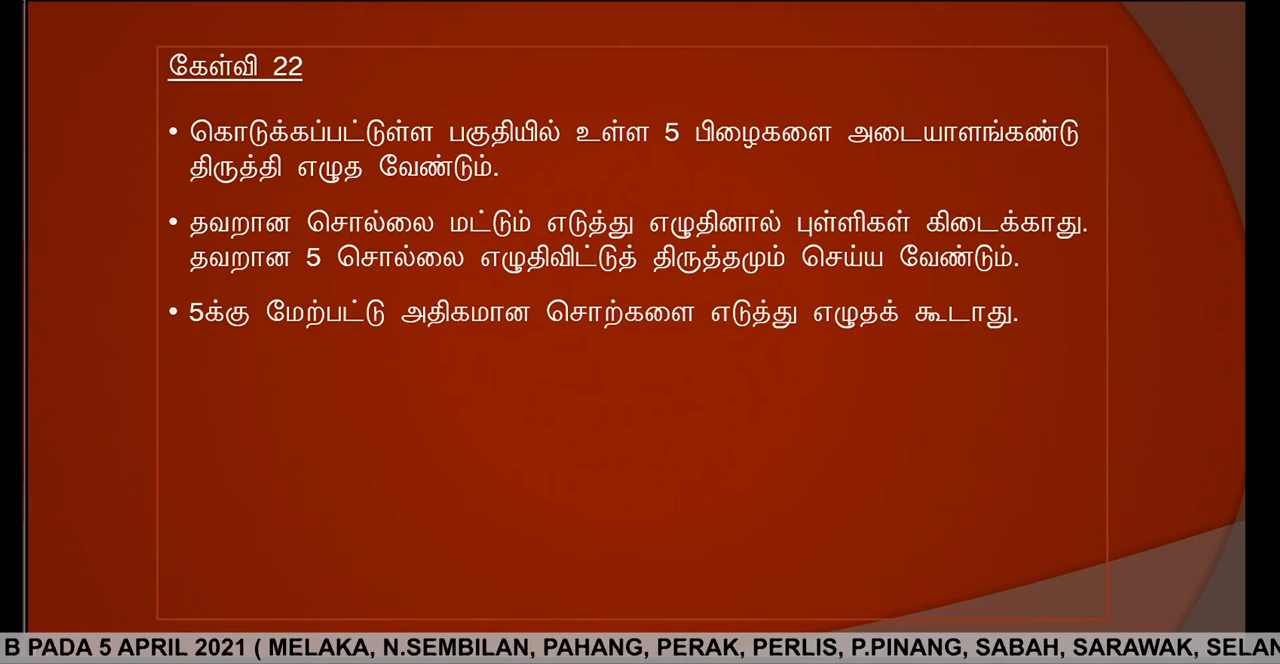 கேள்வி 22
• கொடுக்கப்பட்டுள்ள பகுதியில் உள்ள 5 பிழைகளை அடையாளங்கண்டு
திருத்தி எழுத வேண்டும்.
• தவறான சொல்லை மட்டும் எடுத்து எழுதினால் புள்ளிகள் கிடைக்காது.
தவறான 5 சொல்லை எழுதிவிட்டுத் திருத்தமும் செய்ய வேண்டும்.
• 5க்கு மேற்பட்டு அதிகமான சொற்களை எடுத்து எழுதக் கூடாது.
B PADA 5 APRIL 2021 ( MELAKA, N.SEMBILAN, PAHANG, PERAK, PERLIS, P.PINANG, SABAH, SARAWAK,